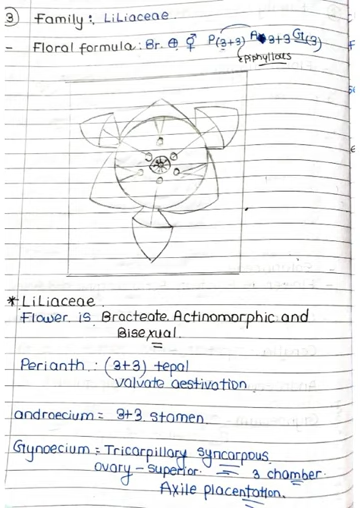 ③ Family: LiLiaceae.
- Floral formula: Br. ⊕ ⚥ P(3+3) A 3+3 G(3)
Epiphyllous
* LiLiaceae.
Flower is Bracteate. Actinomorphic and
Bisexual.
Perianth: (3+3) tepal
valvate aestivation
androecium = 3+3 stamen.
Gynoecium = Tricarpillary syncarpous
ovary - superior. 3 chamber.
Axile placentation.